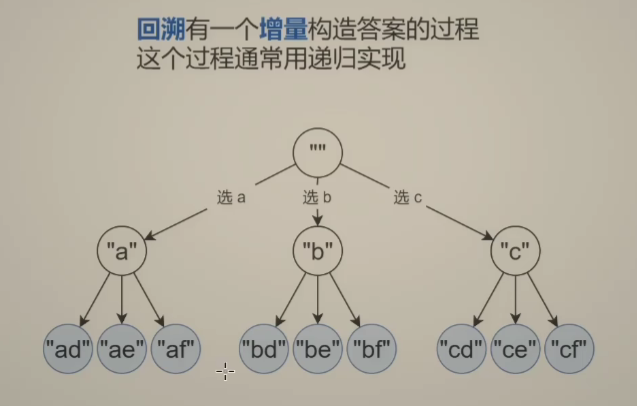 回溯有一个增量构造答案的过程
这个过程通常用递归实现
""
选 a 选 b 选 c
"a" "b" "c"
"ad" "ae" "af" "bd" "be" "bf" "cd" "ce" "cf"